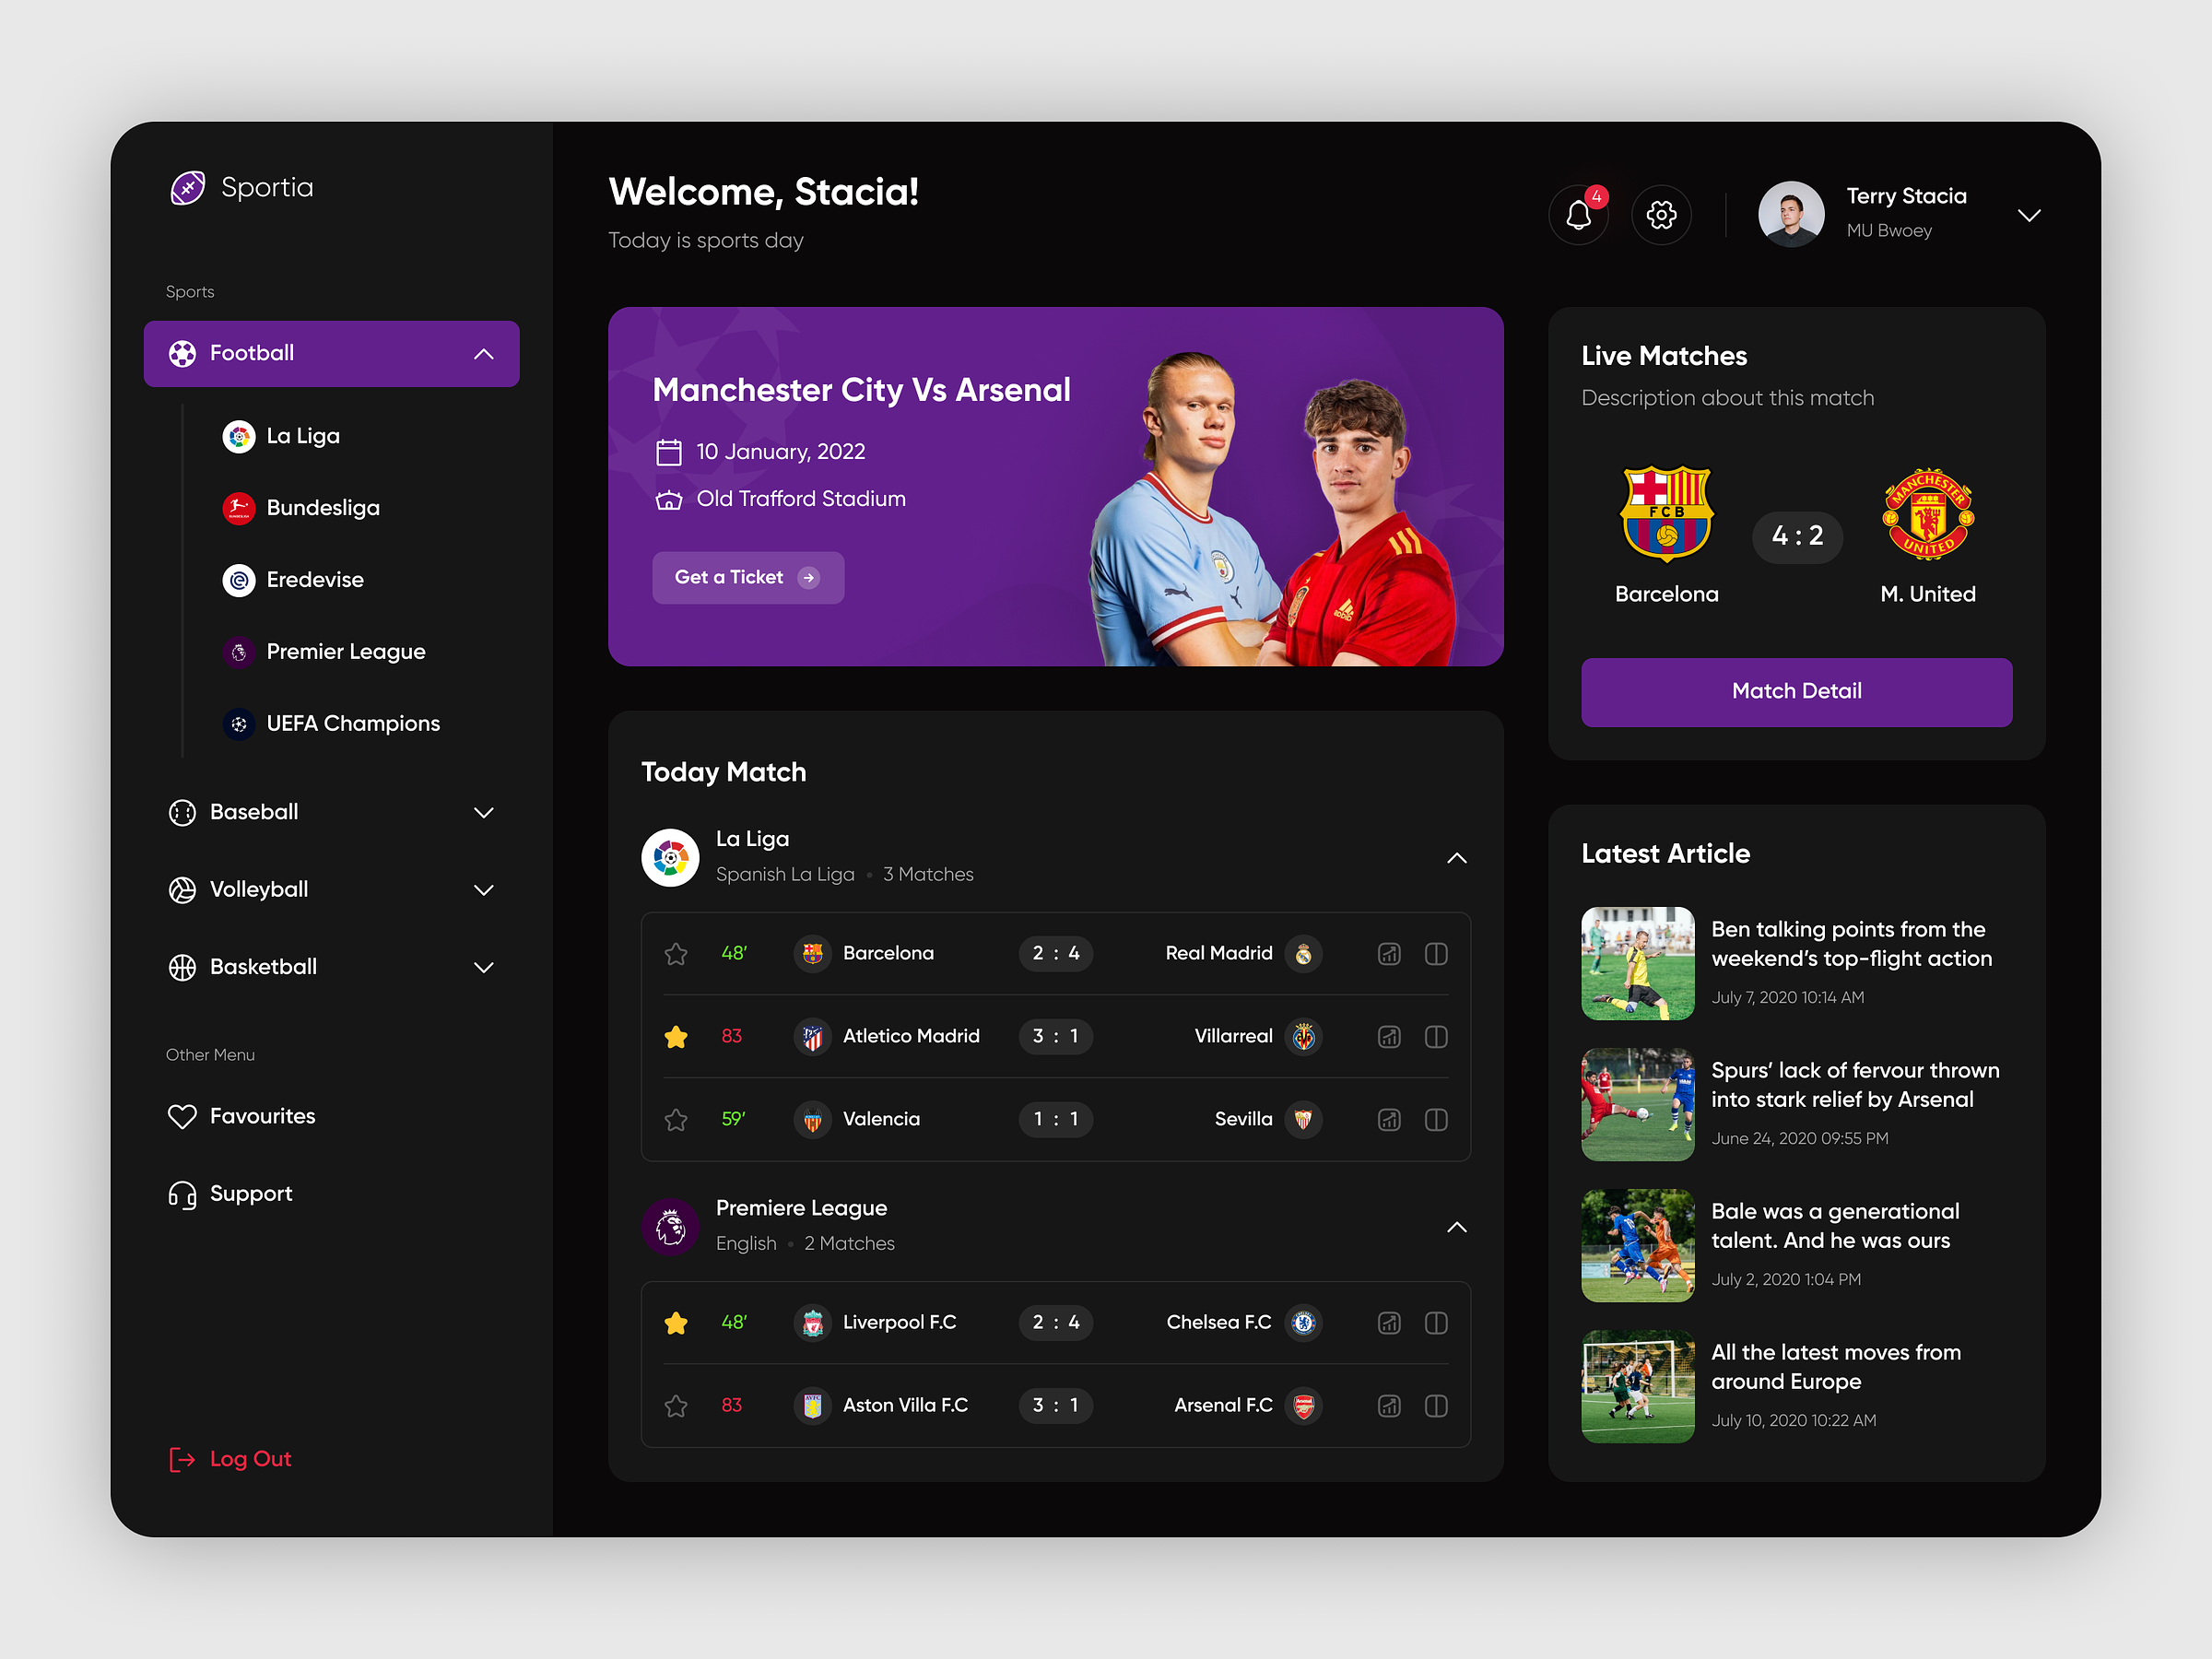 Sportia
Sports
Football
La Liga
Bundesliga
Eredevise
Premier League
UEFA Champions
Baseball
Volleyball
Basketball
Other Menu
Favourites
Support
Log Out
Welcome, Stacia!
Today is sports day
4
Terry Stacia
MU Bwoey
Manchester City Vs Arsenal
10 January, 2022
Old Trafford Stadium
Get a Ticket
Today Match
La Liga
Spanish La Liga • 3 Matches
48’ Barcelona 2 : 4 Real Madrid
83 Atletico Madrid 3 : 1 Villarreal
59’ Valencia 1 : 1 Sevilla
Premiere League
English • 2 Matches
48’ Liverpool F.C 2 : 4 Chelsea F.C
83 Aston Villa F.C 3 : 1 Arsenal F.C
Live Matches
Description about this match
FCB
4 : 2
MANCHESTER
UNITED
Barcelona
M. United
Match Detail
Latest Article
Ben talking points from the
weekend’s top-flight action
July 7, 2020 10:14 AM
Spurs’ lack of fervour thrown
into stark relief by Arsenal
June 24, 2020 09:55 PM
Bale was a generational
talent. And he was ours
July 2, 2020 1:04 PM
All the latest moves from
around Europe
July 10, 2020 10:22 AM